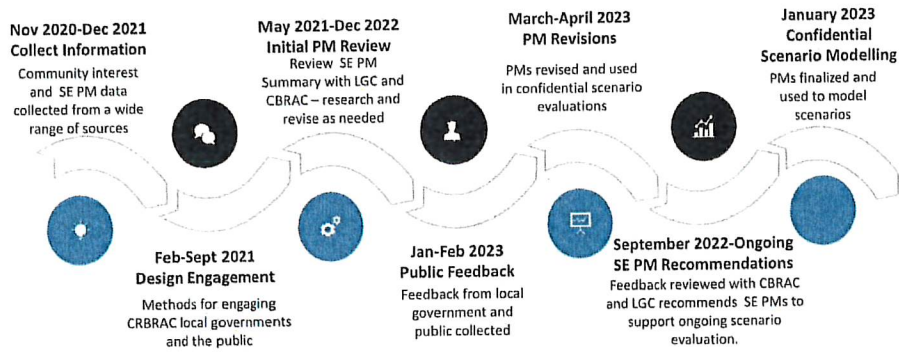 Nov 2020-Dec 2021
Collect Information
Community interest
and SE PM data
collected from a wide
range of sources
Feb-Sept 2021
Design Engagement
Methods for engaging
CRBRAC local governments
and the public
May 2021-Dec 2022
Initial PM Review
Review SE PM
Summary with LGC and
CBRAC – research and
revise as needed
Jan-Feb 2023
Public Feedback
Feedback from local
government and
public collected
March-April 2023
PM Revisions
PMs revised and used
in confidential scenario
evaluations
September 2022-Ongoing
SE PM Recommendations
Feedback reviewed with CBRAC
and LGC recommends SE PMs to
support ongoing scenario
evaluation.
January 2023
Confidential
Scenario Modelling
PMs finalized and
used to model
scenarios